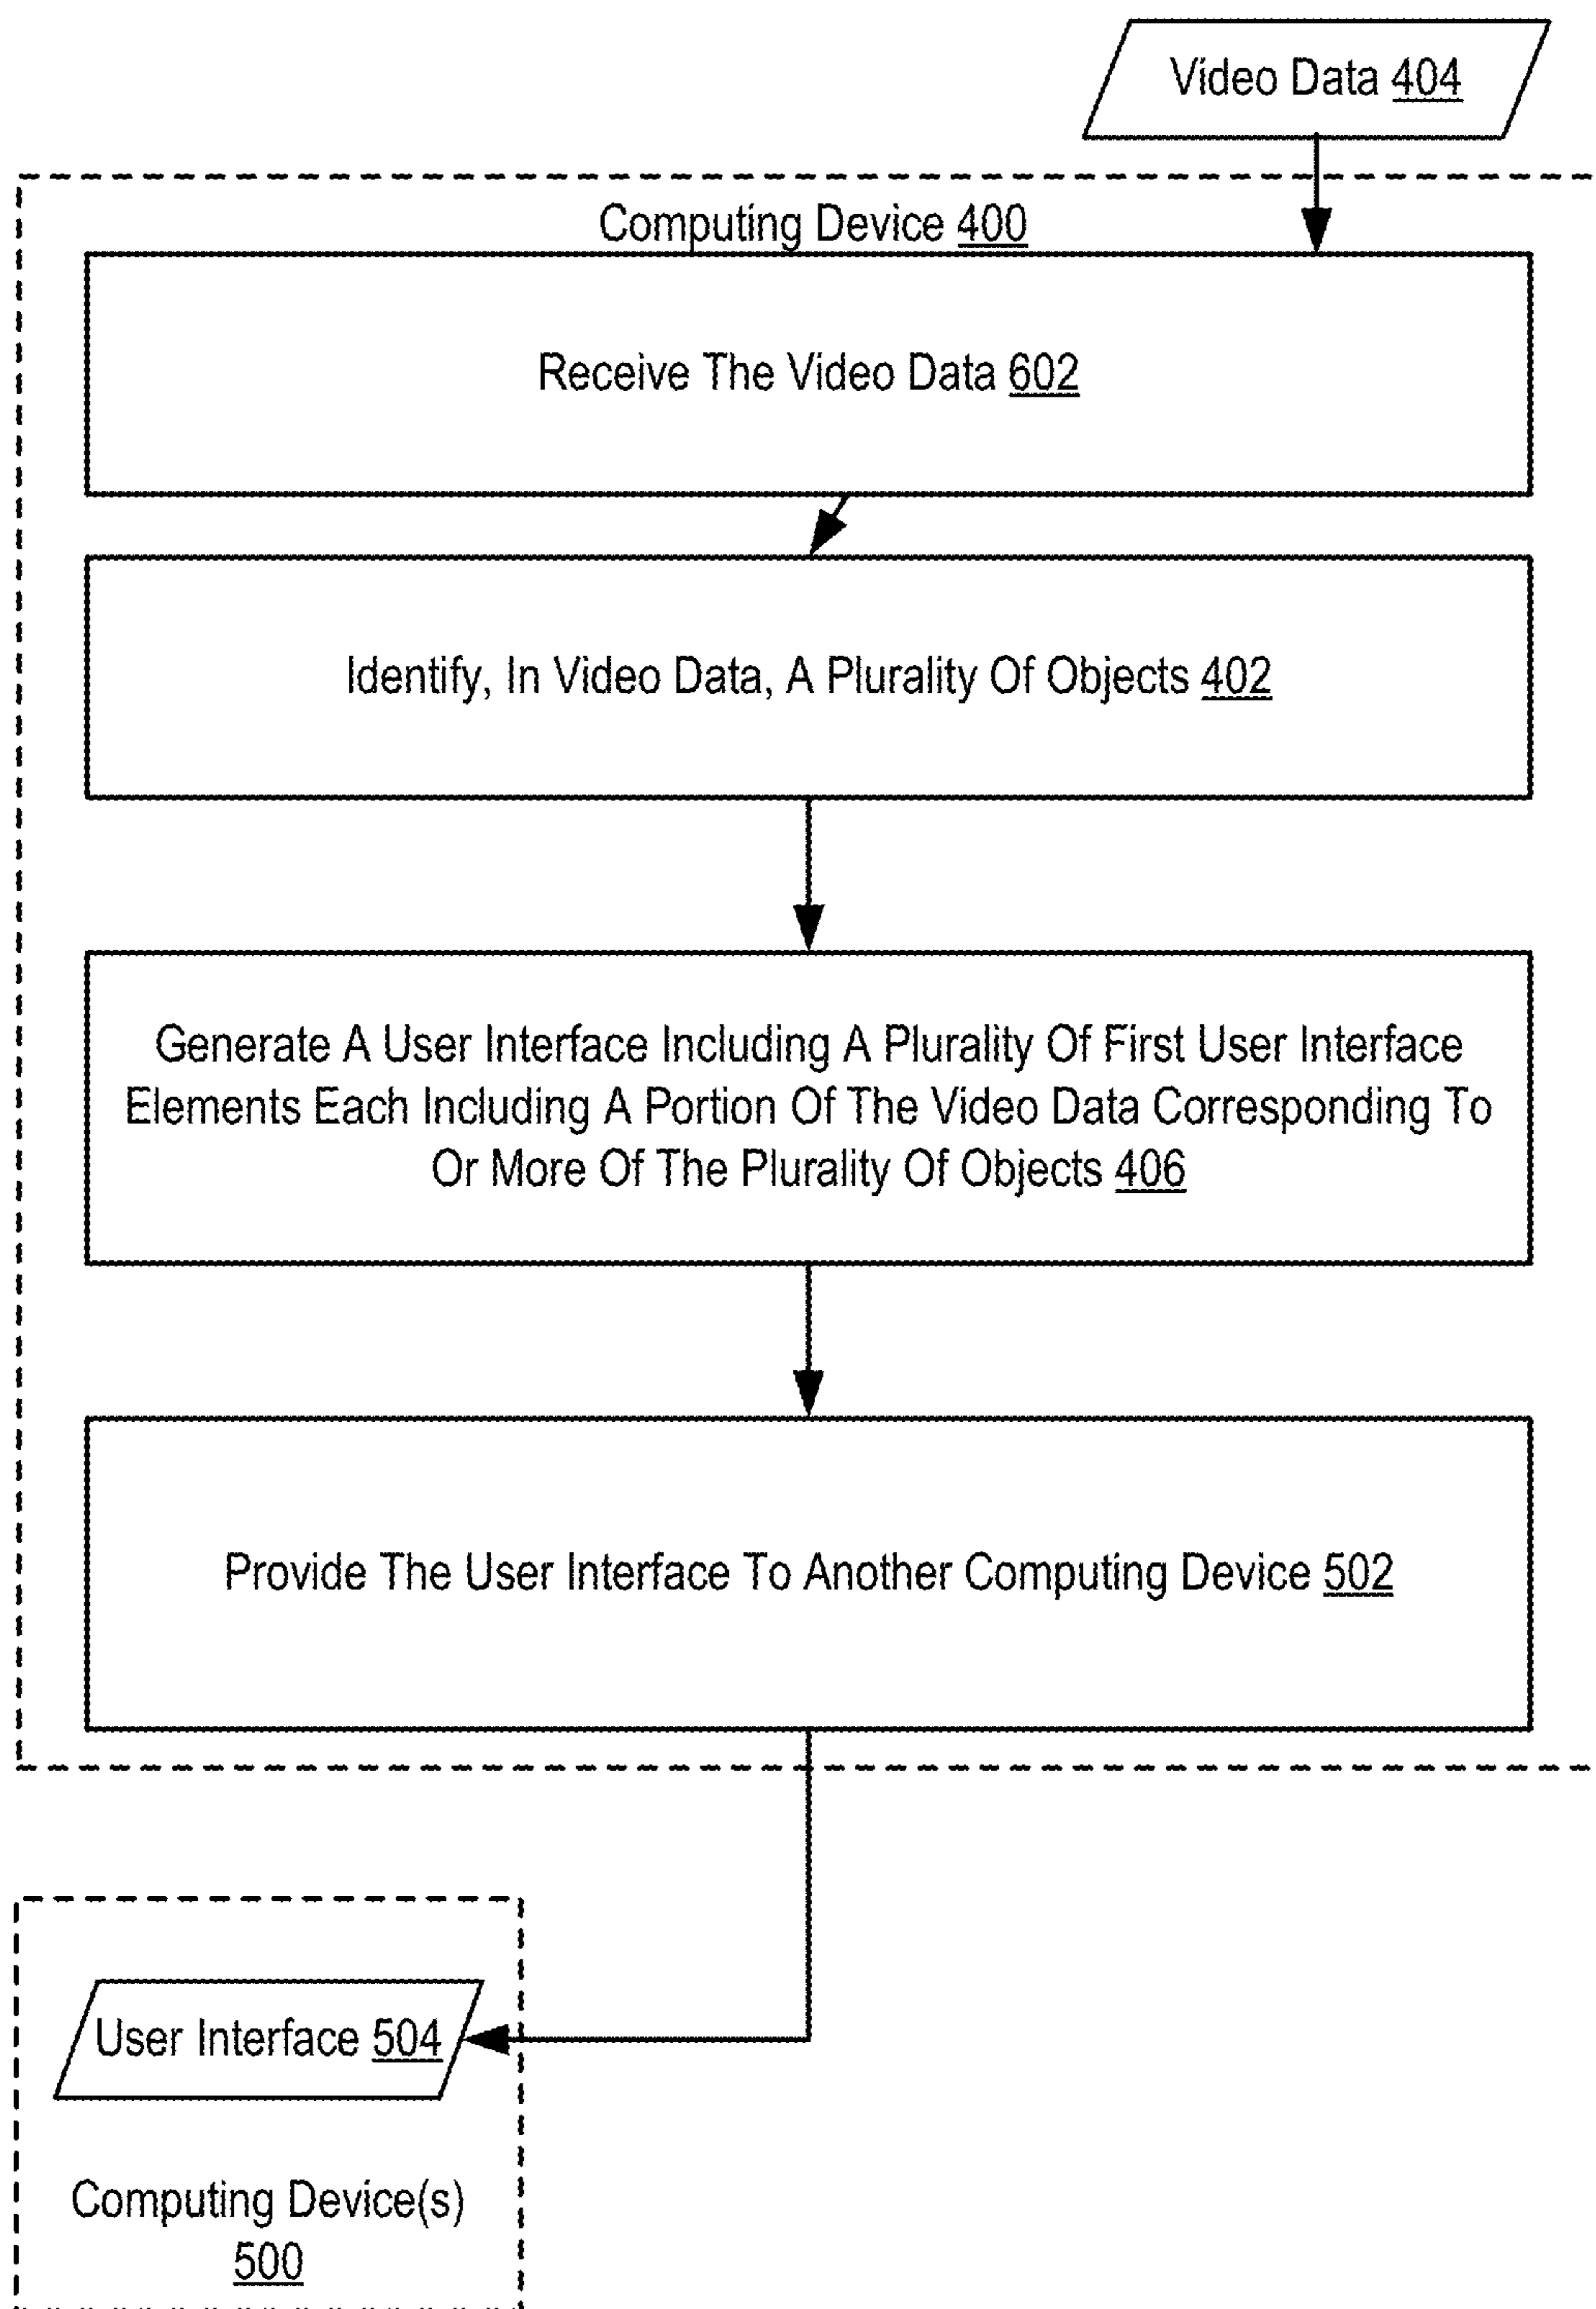 Video Data 404
Computing Device 400
Receive The Video Data 602
Identify, In Video Data, A Plurality Of Objects 402
Generate A User Interface Including A Plurality Of First User Interface
Elements Each Including A Portion Of The Video Data Corresponding To
Or More Of The Plurality Of Objects 406
Provide The User Interface To Another Computing Device 502
User Interface 504
Computing Device(s)
500